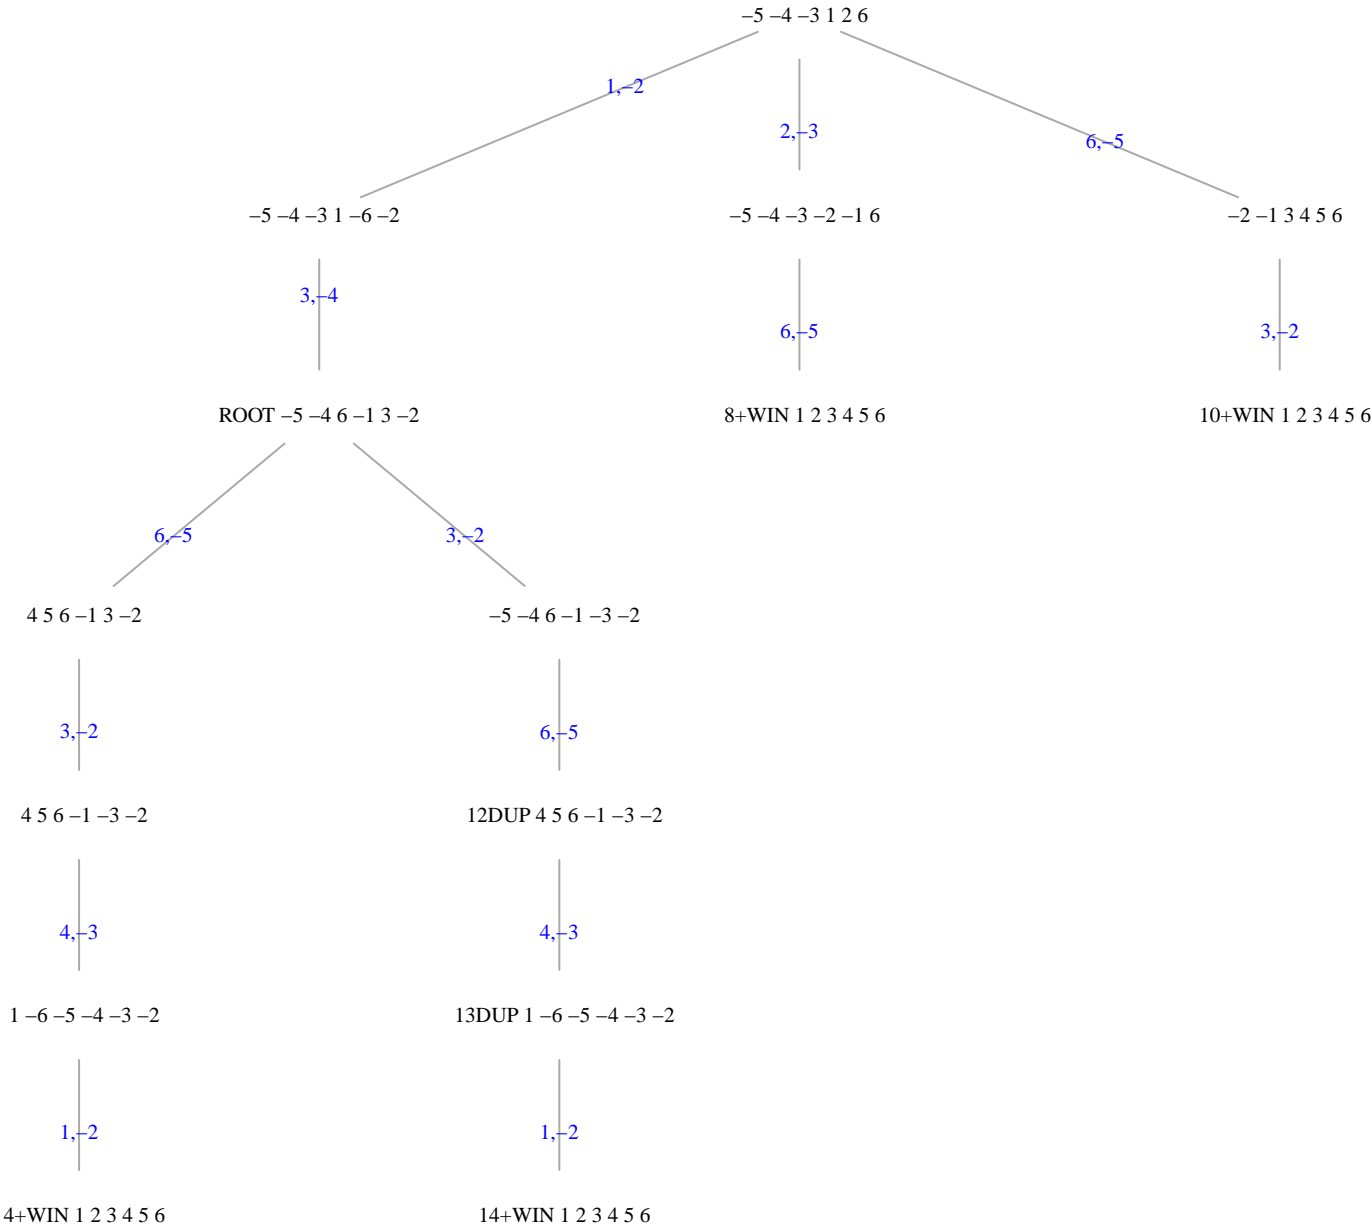 –5 –4 –3 1 2 6
1,–2
2,–3
6,–5
–5 –4 –3 1 –6 –2
–5 –4 –3 –2 –1 6
–2 –1 3 4 5 6
3,–4
6,–5
3,–2
ROOT –5 –4 6 –1 3 –2
8+WIN 1 2 3 4 5 6
10+WIN 1 2 3 4 5 6
6,–5
3,–2
4 5 6 –1 3 –2
–5 –4 6 –1 –3 –2
3,–2
6,–5
4 5 6 –1 –3 –2
12DUP 4 5 6 –1 –3 –2
4,–3
4,–3
1 –6 –5 –4 –3 –2
13DUP 1 –6 –5 –4 –3 –2
1,–2
1,–2
4+WIN 1 2 3 4 5 6
14+WIN 1 2 3 4 5 6